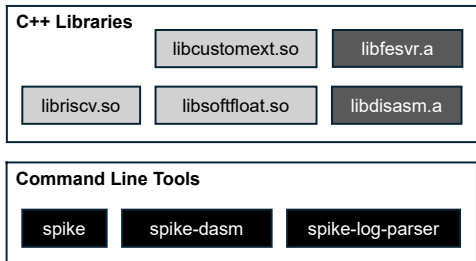 C++ Libraries
libcustomext.so libfesvr.a
libriscv.so libsoftfloat.so libdisasm.a
Command Line Tools
spike spike-dasm spike-log-parser